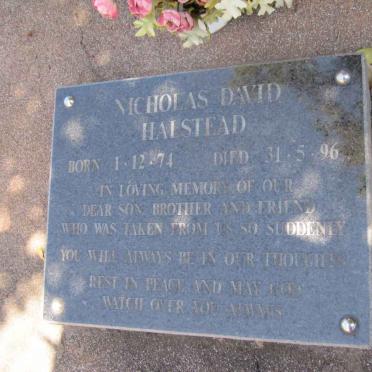 NICHOLAS DAVID
HALSTEAD
BORN 1·12·74 DIED 31·5·96
IN LOVING MEMORY OF OUR
DEAR SON, BROTHER AND FRIEND
WHO WAS TAKEN FROM US SO SUDDENLY
YOU WILL ALWAYS BE IN OUR THOUGHTS
REST IN PEACE AND MAY GOD
WATCH OVER YOU ALWAYS